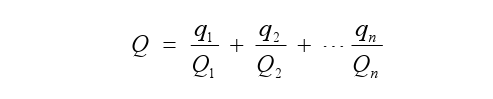 Q = q₁/Q₁ + q₂/Q₂ + ⋯ qₙ/Qₙ